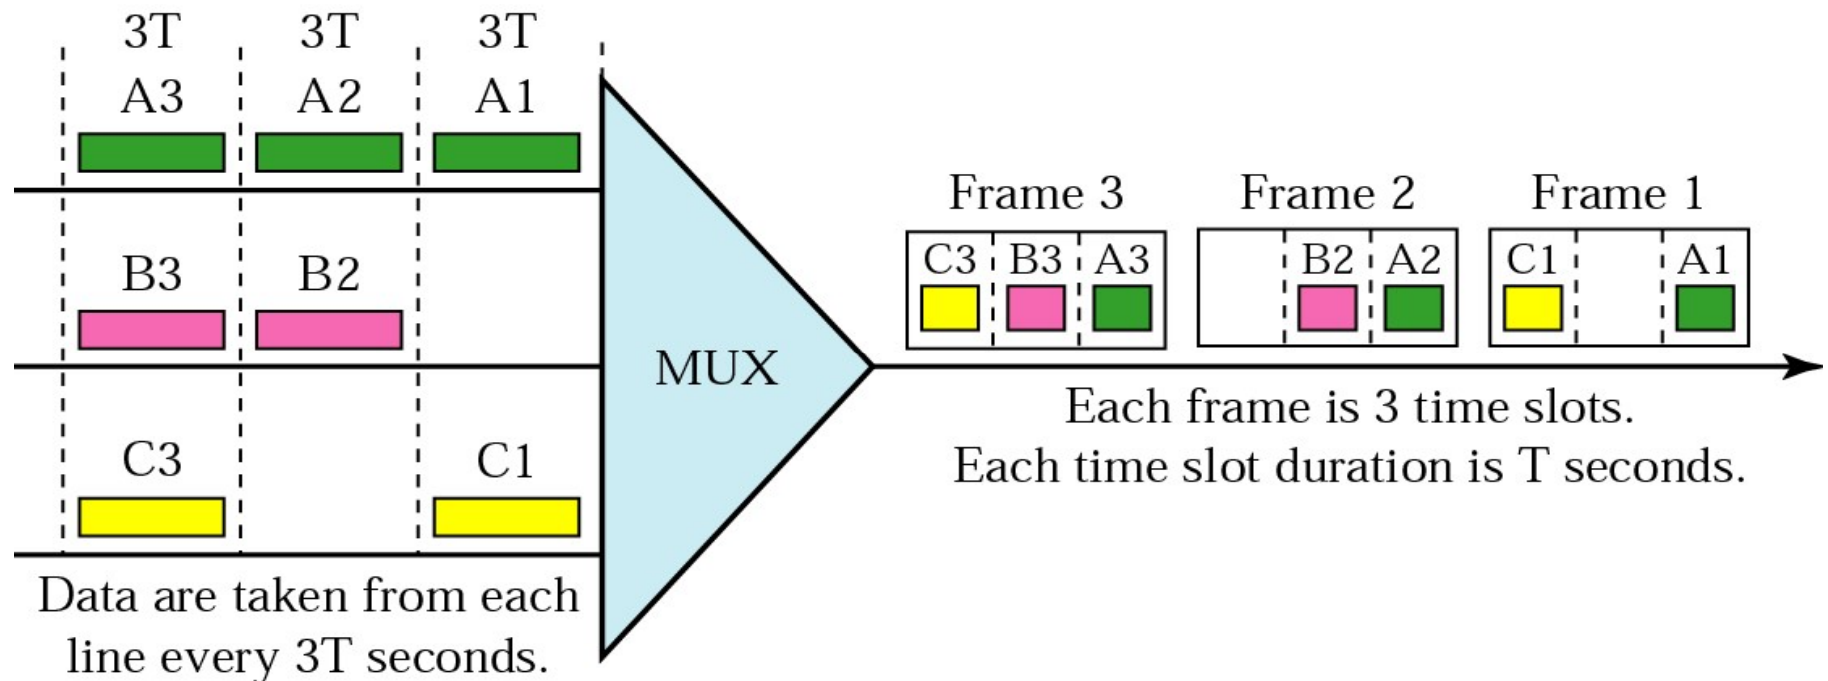 3T 3T 3T
A3 A2 A1
B3 B2
C3 C1
Data are taken from each
line every 3T seconds.
MUX
Frame 3 Frame 2 Frame 1
C3 B3 A3 B2 A2 C1 A1
Each frame is 3 time slots.
Each time slot duration is T seconds.